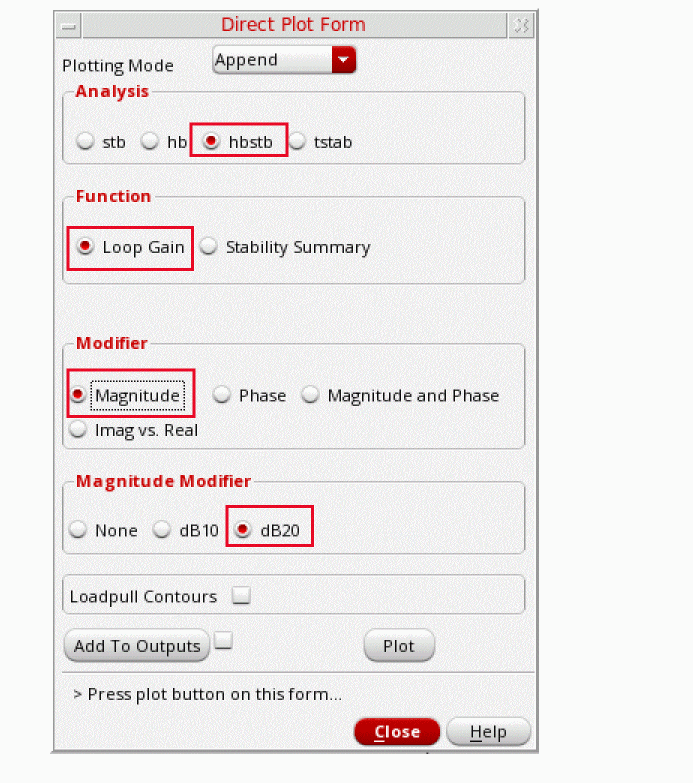 Direct Plot Form
Plotting Mode Append
Analysis
stb hb hbstb tstab
Function
Loop Gain Stability Summary
Modifier
Magnitude Phase Magnitude and Phase
Imag vs. Real
Magnitude Modifier
None dB10 dB20
Loadpull Contours
Add To Outputs Plot
> Press plot button on this form...
Close Help